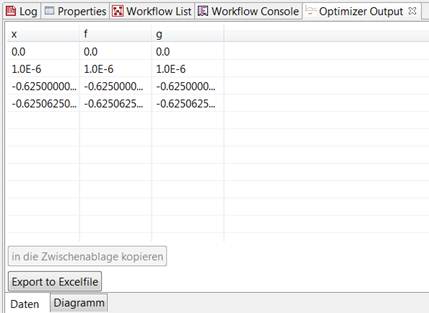 Log Properties Workflow List Workflow Console Optimizer Output
x f g
0.0 0.0 0.0
1.0E-6 1.0E-6 1.0E-6
-0.62500000... -0.6250000... -0.6250000...
-0.62506250... -0.6250625... -0.6250625...
in die Zwischenablage kopieren
Export to Excelfile
Daten Diagramm